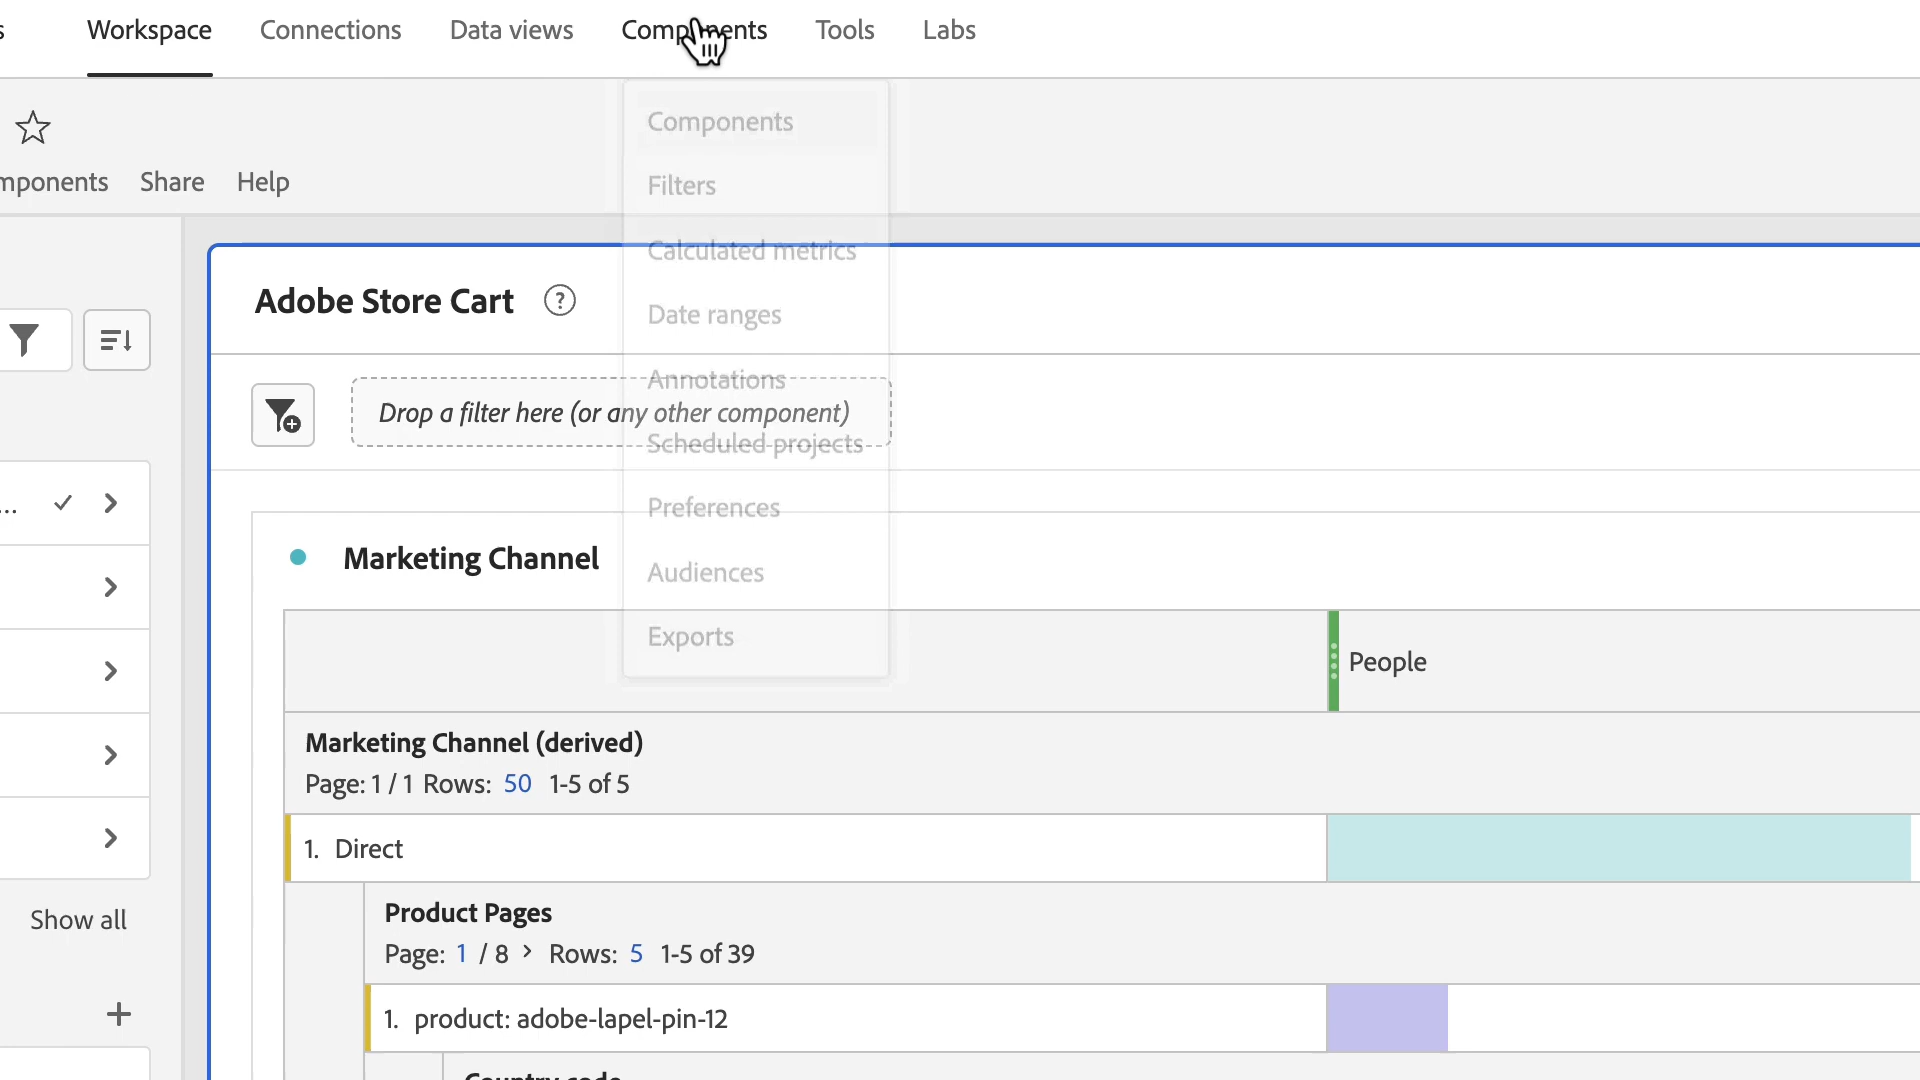 s
Workspace
Connections
Data views
Components
Tools
Labs
mponents
Share
Help
Components
Filters
Calculated metrics
Date ranges
Annotations
Scheduled projects
Preferences
Audiences
Exports
Adobe Store Cart
?
Drop a filter here (or any other component)
...
Show all
Marketing Channel
People
Marketing Channel (derived)
Page: 1 / 1 Rows: 50 1-5 of 5
1. Direct
Product Pages
Page: 1 / 8 > Rows: 5 1-5 of 39
1. product: adobe-lapel-pin-12
Country code